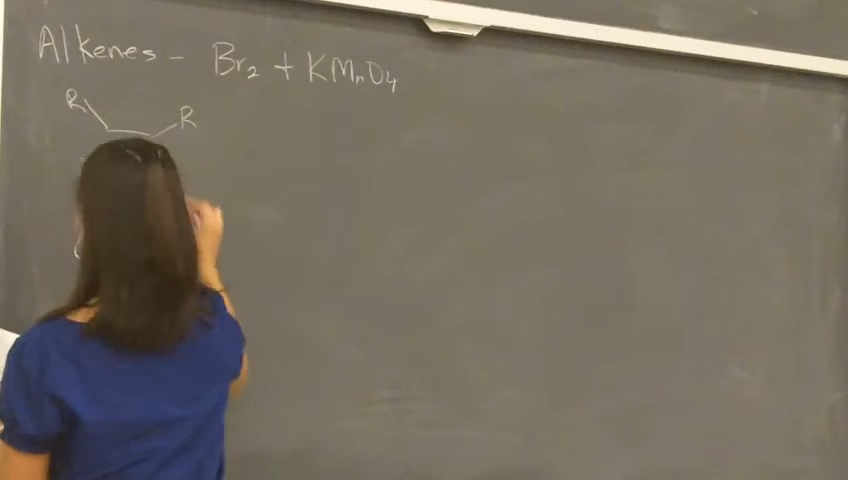 Alkenes - Br₂ + KMnO₄
R R